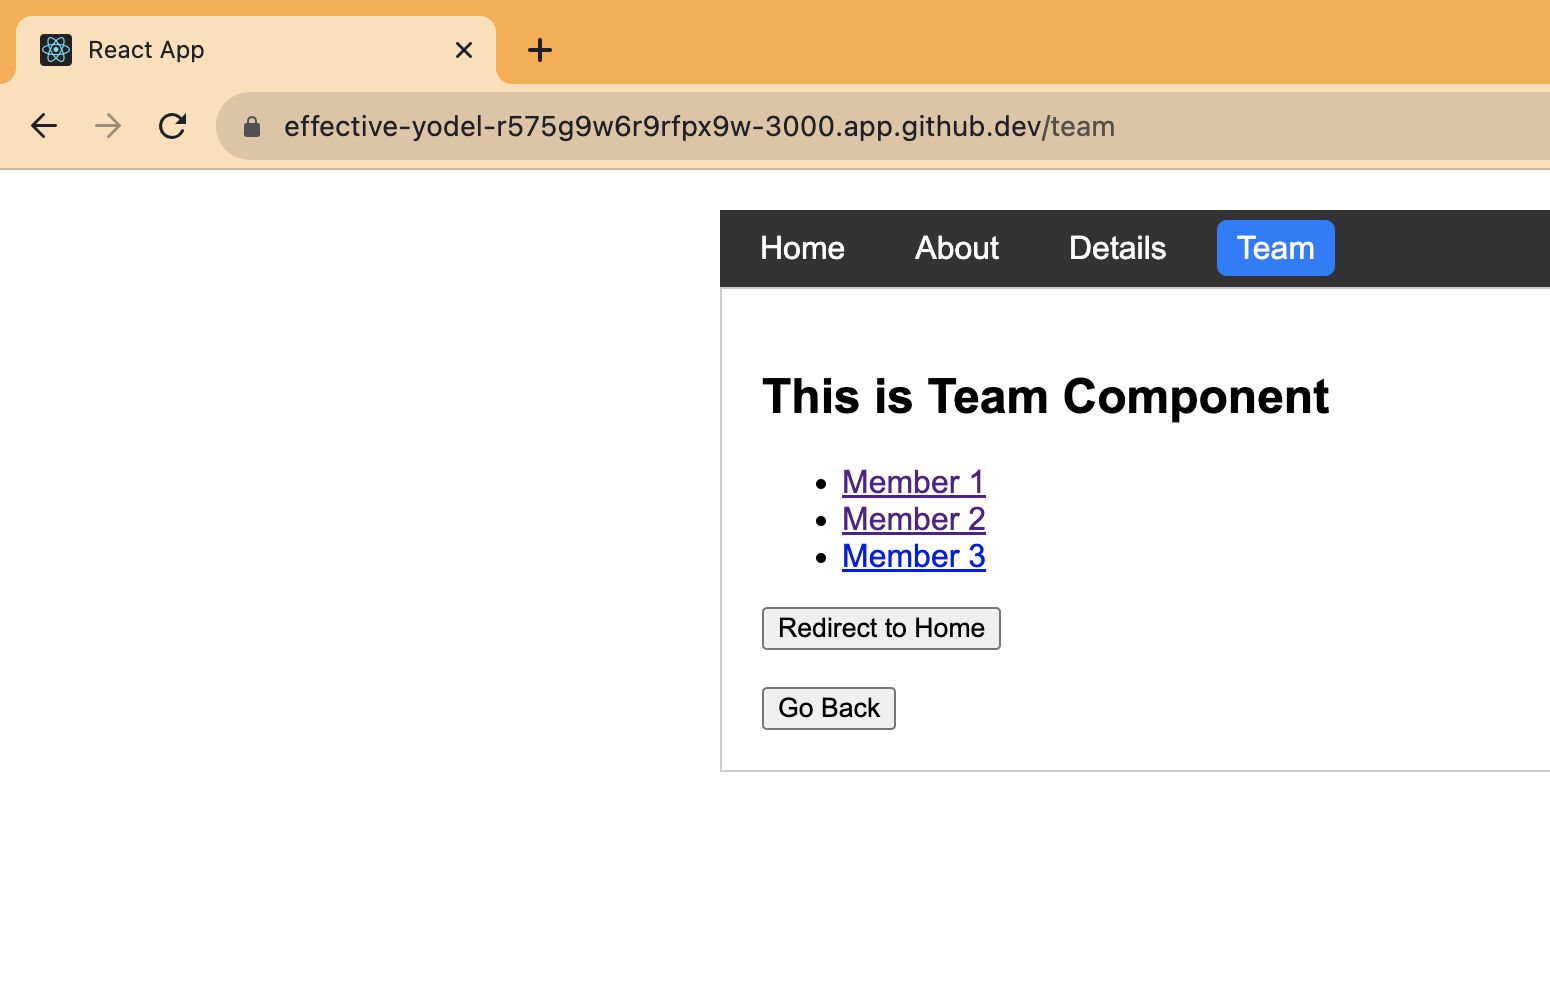 React App
effective-yodel-r575g9w6r9rfpx9w-3000.app.github.dev/team
Home About Details Team
This is Team Component
Member 1
Member 2
Member 3
Redirect to Home
Go Back